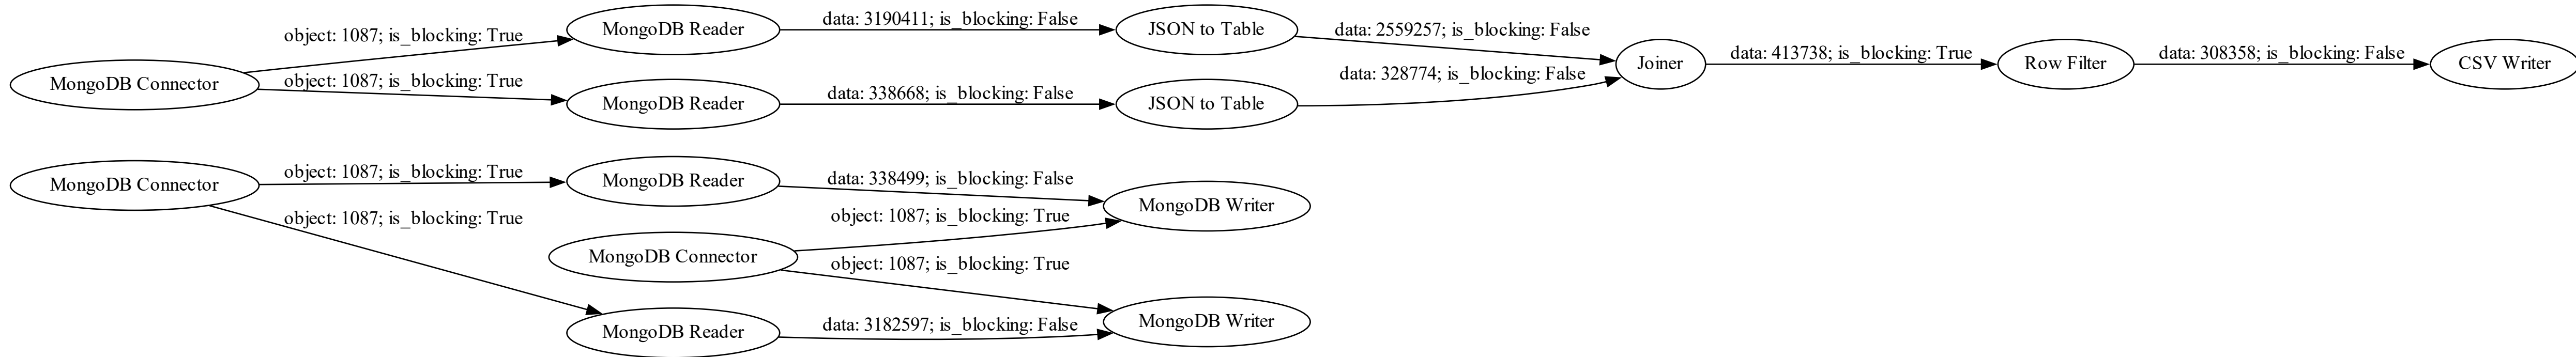 MongoDB Connector
object: 1087; is_blocking: True
object: 1087; is_blocking: True
MongoDB Reader
MongoDB Reader
data: 3190411; is_blocking: False
data: 338668; is_blocking: False
JSON to Table
JSON to Table
data: 2559257; is_blocking: False
data: 328774; is_blocking: False
Joiner
data: 413738; is_blocking: True
Row Filter
data: 308358; is_blocking: False
CSV Writer
MongoDB Connector
object: 1087; is_blocking: True
object: 1087; is_blocking: True
MongoDB Reader
MongoDB Connector
MongoDB Reader
data: 338499; is_blocking: False
object: 1087; is_blocking: True
object: 1087; is_blocking: True
data: 3182597; is_blocking: False
MongoDB Writer
MongoDB Writer